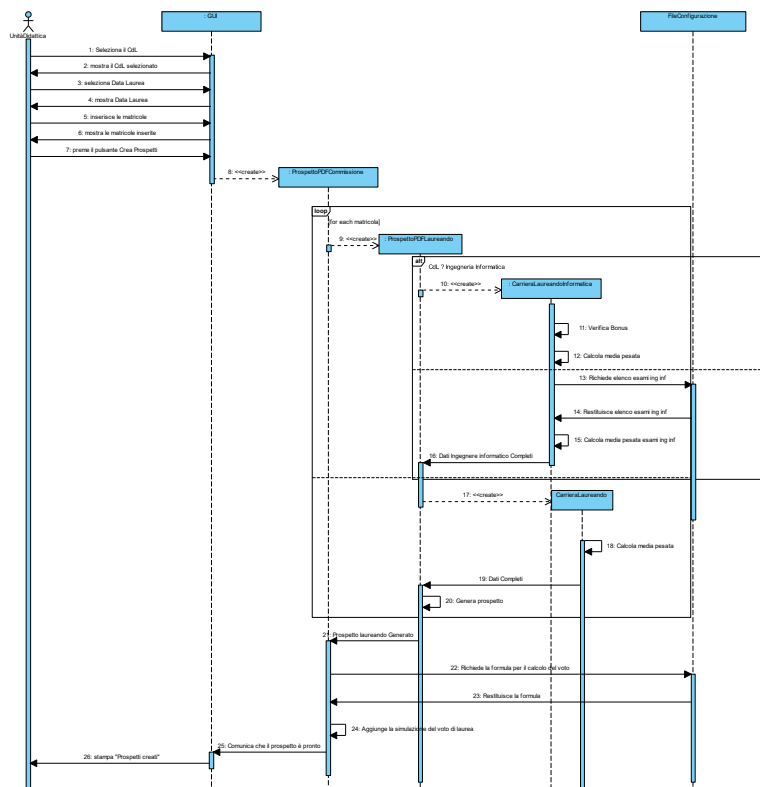 : GUI
FileConfigurazione
UnitàDidattica
1: Seleziona il CdL
2: mostra il CdL selezionato
3: seleziona Data Laurea
4: mostra Data Laurea
5: inserisce le matricole
6: mostra le matricole inserite
7: preme il pulsante Crea Prospetti
8: <<create>>
: ProspettoPDFCommissione
loop
[for each matricola]
9: <<create>>
: ProspettoPDFLaureando
alt
CdL ? Ingegneria Informatica
10: <<create>>
: CarrieraLaureandoInformatica
11: Verifica Bonus
12: Calcola media pesata
13: Richiede elenco esami ing inf
14: Restituisce elenco esami ing inf
15: Calcola media pesata esami ing inf
16: Dati Ingegnere informatico Completi
17: <<create>>
CarrieraLaureando
18: Calcola media pesata
19: Dati Completi
20: Genera prospetto
21: Prospetto laureando Generato
22: Richiede la formula per il calcolo del voto
23: Restituisce la formula
24: Aggiunge la simulazione del voto di laurea
25: Comunica che il prospetto è pronto
26: stampa "Prospetti creati"